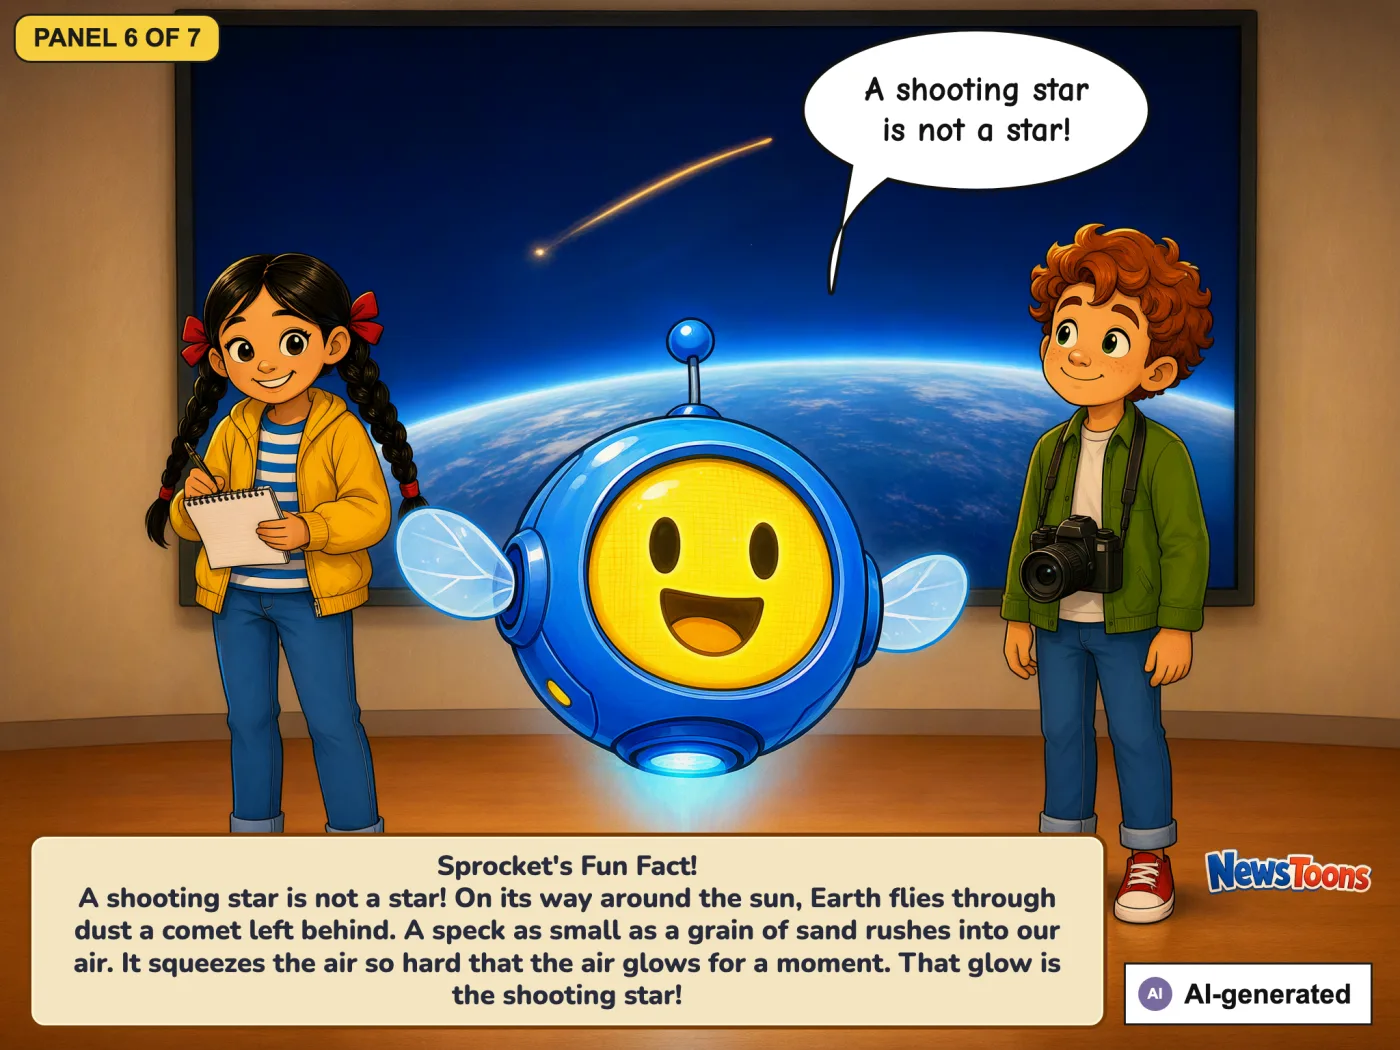 PANEL 6 OF 7
A shooting star
is not a star!
Sprocket's Fun Fact!
A shooting star is not a star! On its way around the sun, Earth flies through
dust a comet left behind. A speck as small as a grain of sand rushes into our
air. It squeezes the air so hard that the air glows for a moment. That glow is
the shooting star!
NewsToons
AI AI-generated